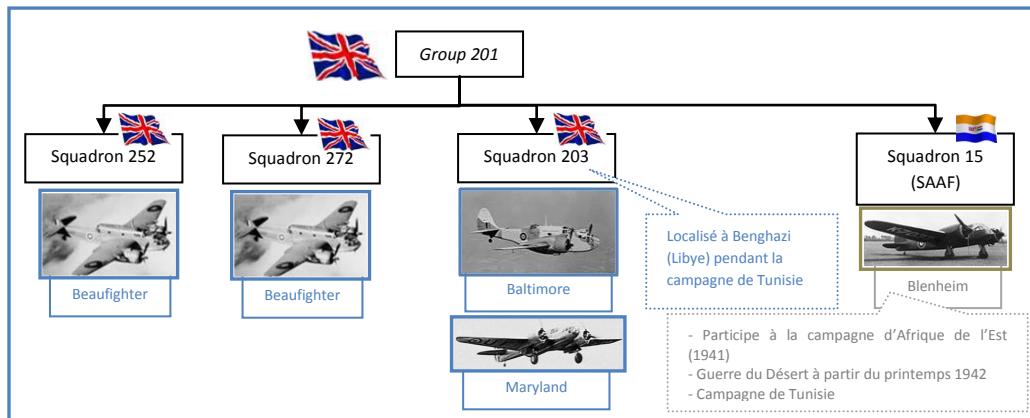 Group 201
Squadron 252
Squadron 272
Squadron 203
Squadron 15
(SAAF)
Beaufighter
Beaufighter
Baltimore
Maryland
Localisé à Benghazi
(Libye) pendant la
campagne de Tunisie
Blenheim
- Participe à la campagne d’Afrique de l’Est
(1941)
- Guerre du Désert à partir du printemps 1942
- Campagne de Tunisie